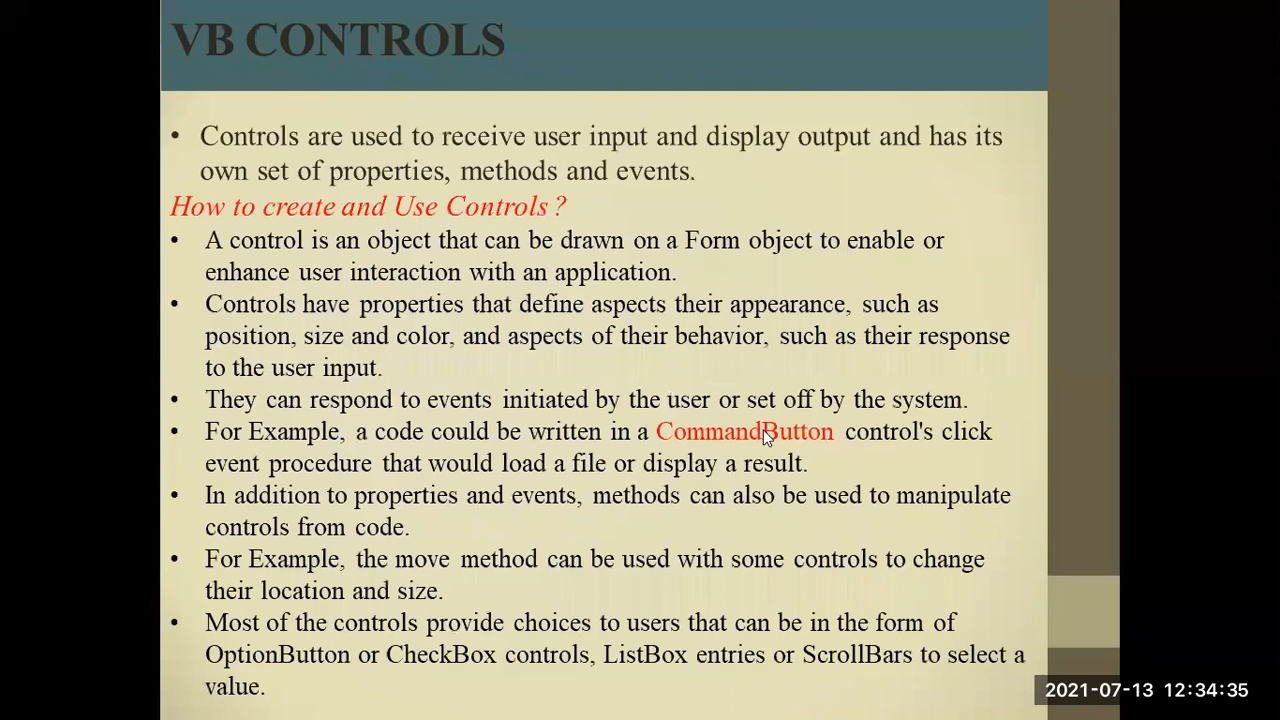 VB CONTROLS
• Controls are used to receive user input and display output and has its
own set of properties, methods and events.
How to create and Use Controls ?
• A control is an object that can be drawn on a Form object to enable or
enhance user interaction with an application.
• Controls have properties that define aspects their appearance, such as
position, size and color, and aspects of their behavior, such as their response
to the user input.
• They can respond to events initiated by the user or set off by the system.
• For Example, a code could be written in a CommandButton control's click
event procedure that would load a file or display a result.
• In addition to properties and events, methods can also be used to manipulate
controls from code.
• For Example, the move method can be used with some controls to change
their location and size.
• Most of the controls provide choices to users that can be in the form of
OptionButton or CheckBox controls, ListBox entries or ScrollBars to select a
value.
2021-07-13 12:34:35